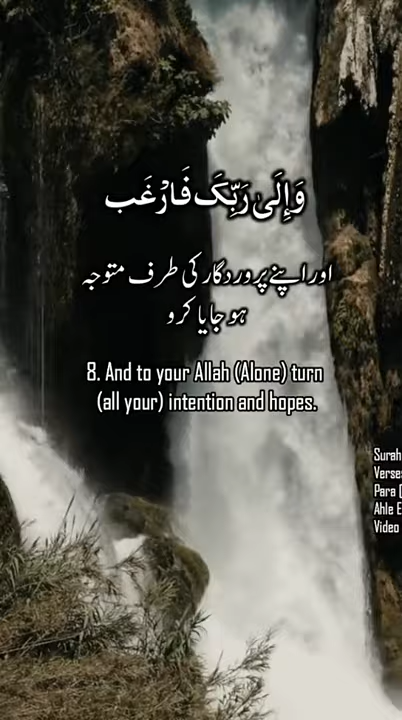 وَإِلَىٰ رَبِّكَ فَارْغَب
اور اپنے پروردگار کی طرف متوجہ
ہو جایا کرو
8. And to your Allah (Alone) turn
(all your) intention and hopes.
Surah
Verses
Para (
Ahle
Video